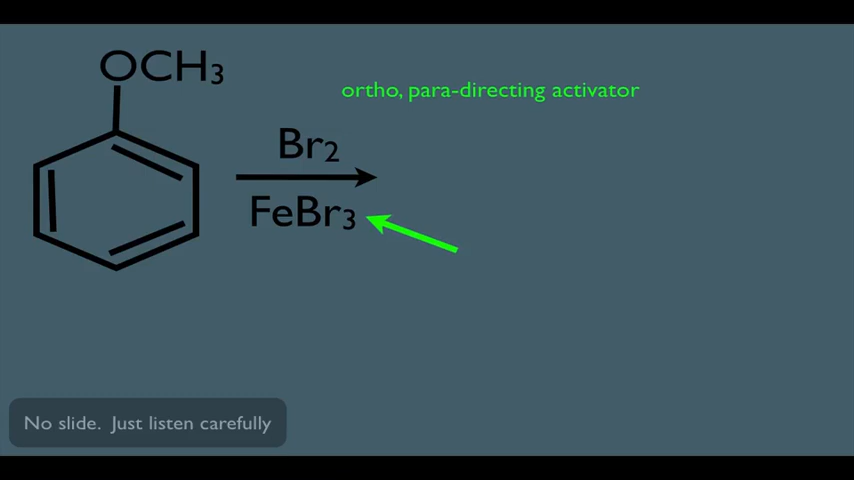 OCH3
ortho, para-directing activator
Br2
FeBr3
No slide. Just listen carefully